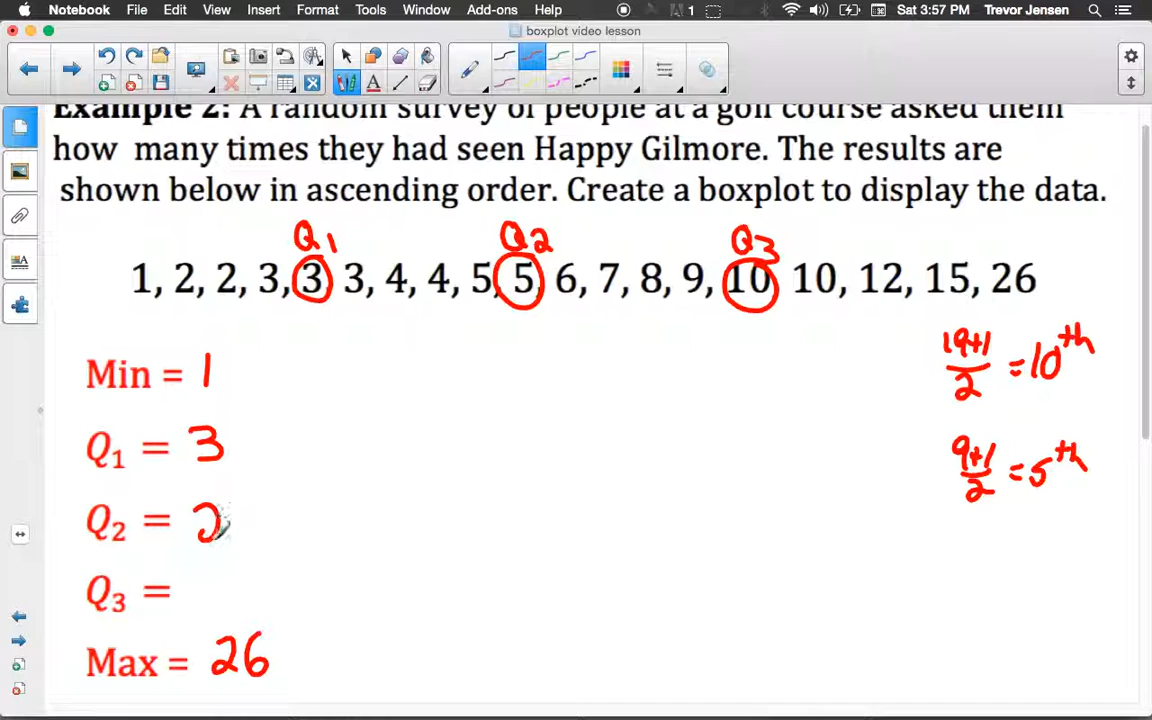 Notebook File Edit View Insert Format Tools Window Add-ons Help 1 Sat 3:57 PM Trevor Jensen
boxplot video lesson
Example 2: A random survey of people at a golf course asked them
how many times they had seen Happy Gilmore. The results are
shown below in ascending order. Create a boxplot to display the data.
Q1 Q2 Q3
1, 2, 2, 3, 3, 3, 4, 4, 5, 5, 6, 7, 8, 9, 10, 10, 12, 15, 26
19+1/2 = 10th
Min = 1
Q1 = 3
9+1/2 = 5th
Q2 = 2
Q3 =
Max = 26